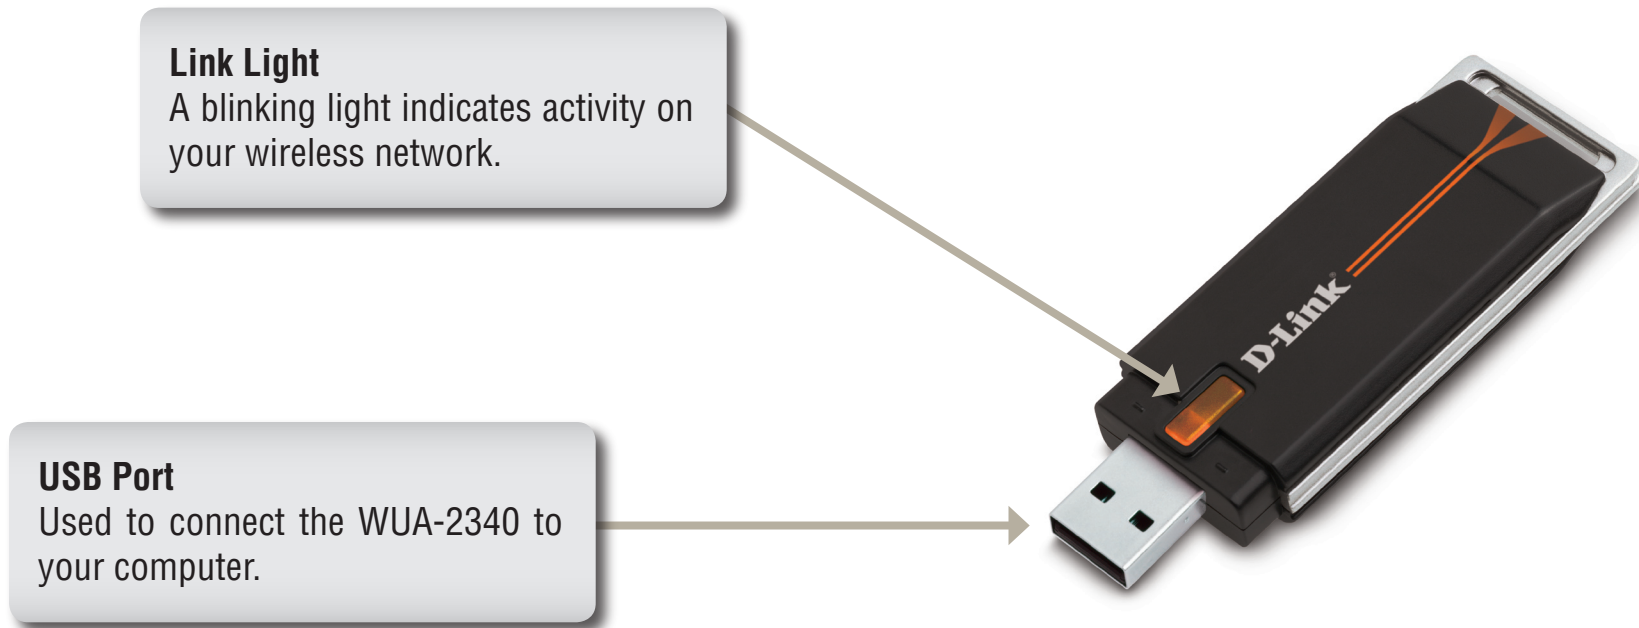 Link Light
A blinking light indicates activity on
your wireless network.
D-Link
USB Port
Used to connect the WUA-2340 to
your computer.